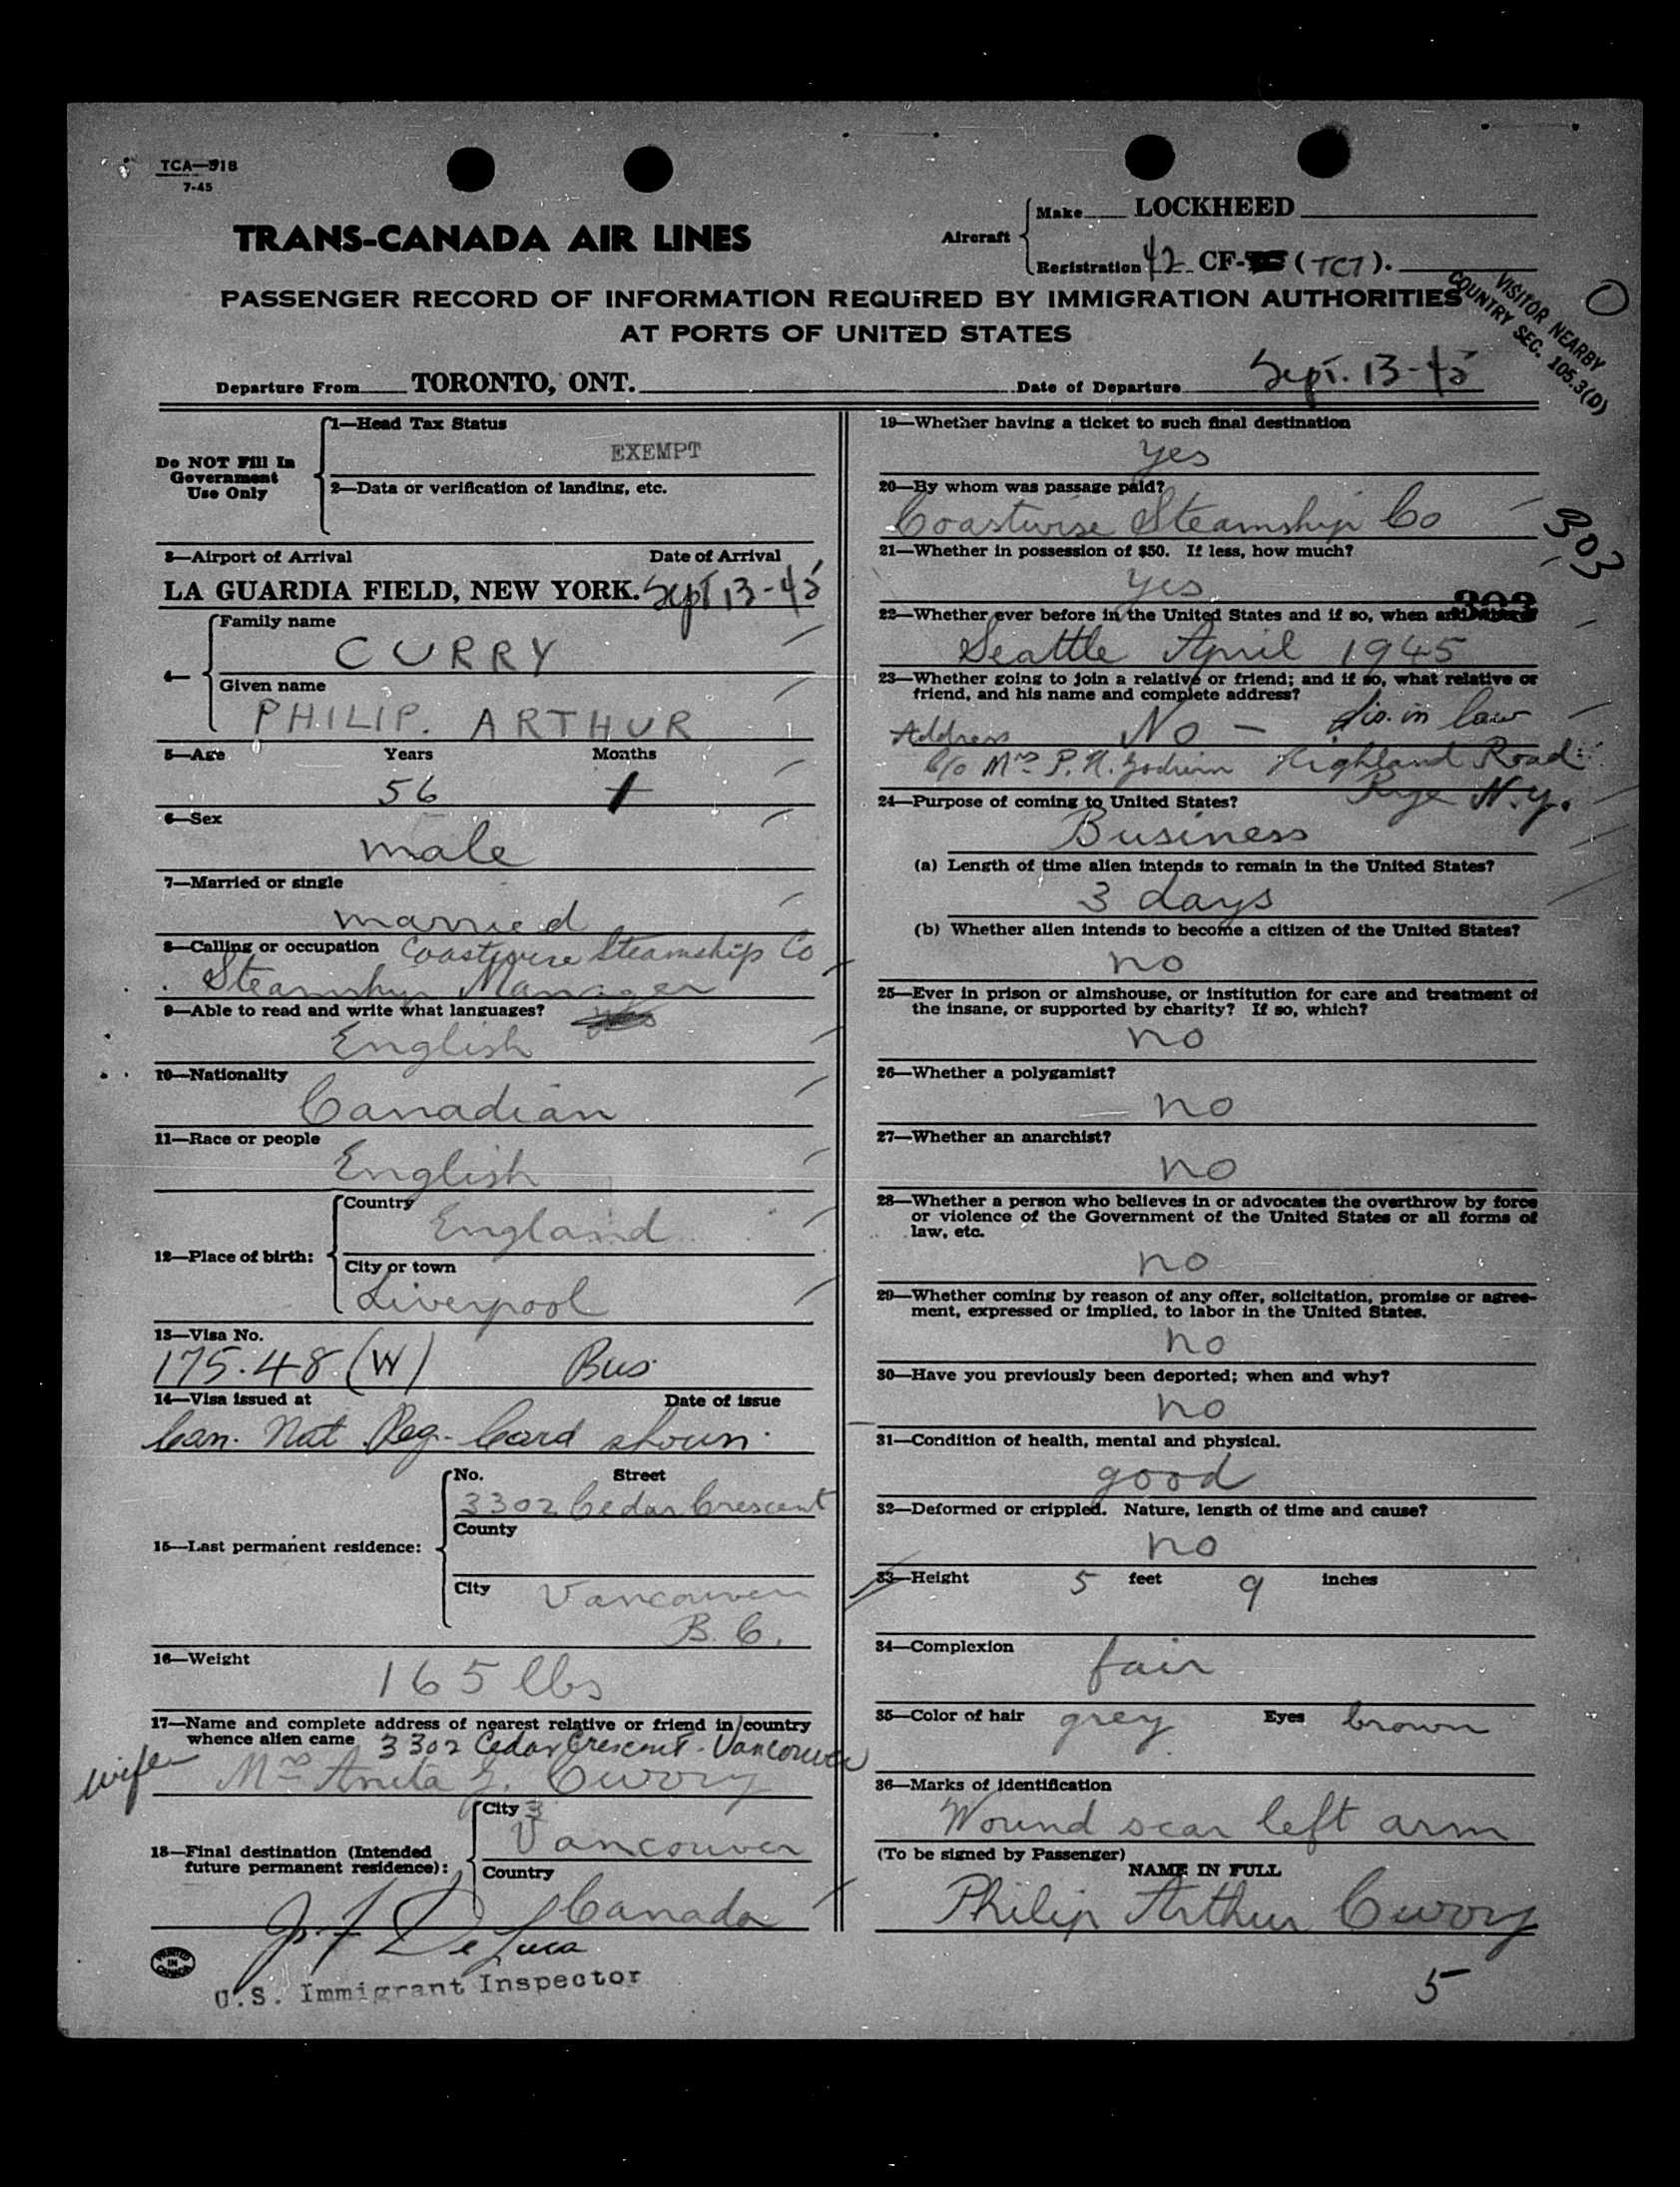 TCA—918
7-45
TRANS-CANADA AIR LINES
Aircraft
Make LOCKHEED
Registration 42 CF- (TCT).
PASSENGER RECORD OF INFORMATION REQUIRED BY IMMIGRATION AUTHORITIES
AT PORTS OF UNITED STATES
VISITOR NEARBY
COUNTRY SEC. 105.3(D)
0
Departure From TORONTO, ONT. Date of Departure Sept. 13-45
Do NOT Fill In
Government
Use Only
1—Head Tax Status
EXEMPT
2—Data or verification of landing, etc.
3—Airport of Arrival Date of Arrival
LA GUARDIA FIELD, NEW YORK. Sept 13-45
4—
Family name
CURRY
Given name
PHILIP. ARTHUR
5—Age Years Months
56 1
6—Sex
male
7—Married or single
married
8—Calling or occupation Coastwise Steamship Co
Steamship Manager
9—Able to read and write what languages?
English
10—Nationality
Canadian
11—Race or people
English
12—Place of birth:
Country
England
City or town
Liverpool
13—Visa No.
175.48 (W) Bus.
14—Visa issued at Date of issue
Can. Nat Reg. Card shown.
15—Last permanent residence:
No. Street
3302 Cedar Crescent
County
City Vancouver
B.C.
16—Weight
165 lbs
17—Name and complete address of nearest relative or friend in country
whence alien came 3302 Cedar Crescent - Vancouver
wife Mrs Anita G. Curry
18—Final destination (Intended
future permanent residence):
City
Vancouver
Country
Canada
J F De Luca
U.S. Immigrant Inspector
PRINTED
IN
CANADA
19—Whether having a ticket to such final destination
yes
20—By whom was passage paid?
Coastwise Steamship Co
303
21—Whether in possession of $50. If less, how much?
yes
303
22—Whether ever before in the United States and if so, when and where?
Seattle April 1945
23—Whether going to join a relative or friend; and if so, what relative or
friend, and his name and complete address?
Address No — sis. in law
c/o Mrs P. H. Godwin Highland Road
Rye N.Y.
24—Purpose of coming to United States?
Business
(a) Length of time alien intends to remain in the United States?
3 days
(b) Whether alien intends to become a citizen of the United States?
no
25—Ever in prison or almshouse, or institution for care and treatment of
the insane, or supported by charity? If so, which?
no
26—Whether a polygamist?
no
27—Whether an anarchist?
no
28—Whether a person who believes in or advocates the overthrow by force
or violence of the Government of the United States or all forms of
law, etc.
no
29—Whether coming by reason of any offer, solicitation, promise or agree-
ment, expressed or implied, to labor in the United States.
no
30—Have you previously been deported; when and why?
no
31—Condition of health, mental and physical.
good
32—Deformed or crippled. Nature, length of time and cause?
no
33—Height 5 feet 9 inches
34—Complexion
fair
35—Color of hair grey Eyes brown
36—Marks of identification
Wound scar left arm
(To be signed by Passenger)
NAME IN FULL
Philip Arthur Curry
5